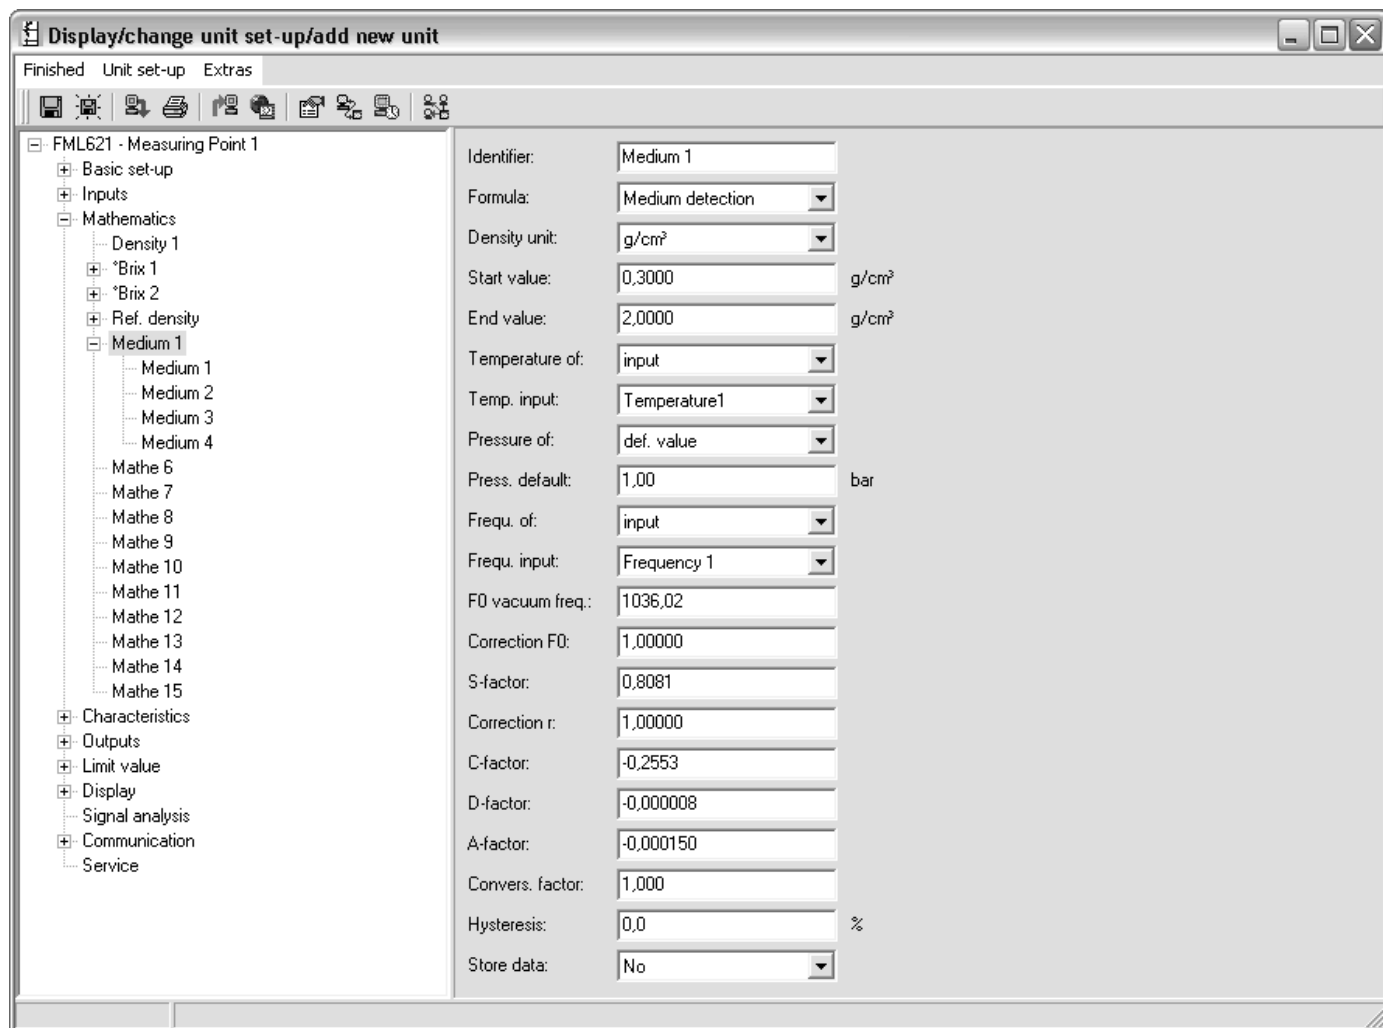 Display/change unit set-up/add new unit
Finished Unit set-up Extras
FML621 - Measuring Point 1
Basic set-up
Inputs
Mathematics
Density 1
°Brix 1
°Brix 2
Ref. density
Medium 1
Medium 1
Medium 2
Medium 3
Medium 4
Mathe 6
Mathe 7
Mathe 8
Mathe 9
Mathe 10
Mathe 11
Mathe 12
Mathe 13
Mathe 14
Mathe 15
Characteristics
Outputs
Limit value
Display
Signal analysis
Communication
Service
Identifier: Medium 1
Formula: Medium detection
Density unit: g/cm³
Start value: 0,3000 g/cm³
End value: 2,0000 g/cm³
Temperature of: input
Temp. input: Temperature1
Pressure of: def. value
Press. default: 1,00 bar
Frequ. of: input
Frequ. input: Frequency 1
F0 vacuum freq.: 1036,02
Correction F0: 1,00000
S-factor: 0,8081
Correction r: 1,00000
C-factor: -0,2553
D-factor: -0,000008
A-factor: -0,000150
Convers. factor: 1,000
Hysteresis: 0,0 %
Store data: No